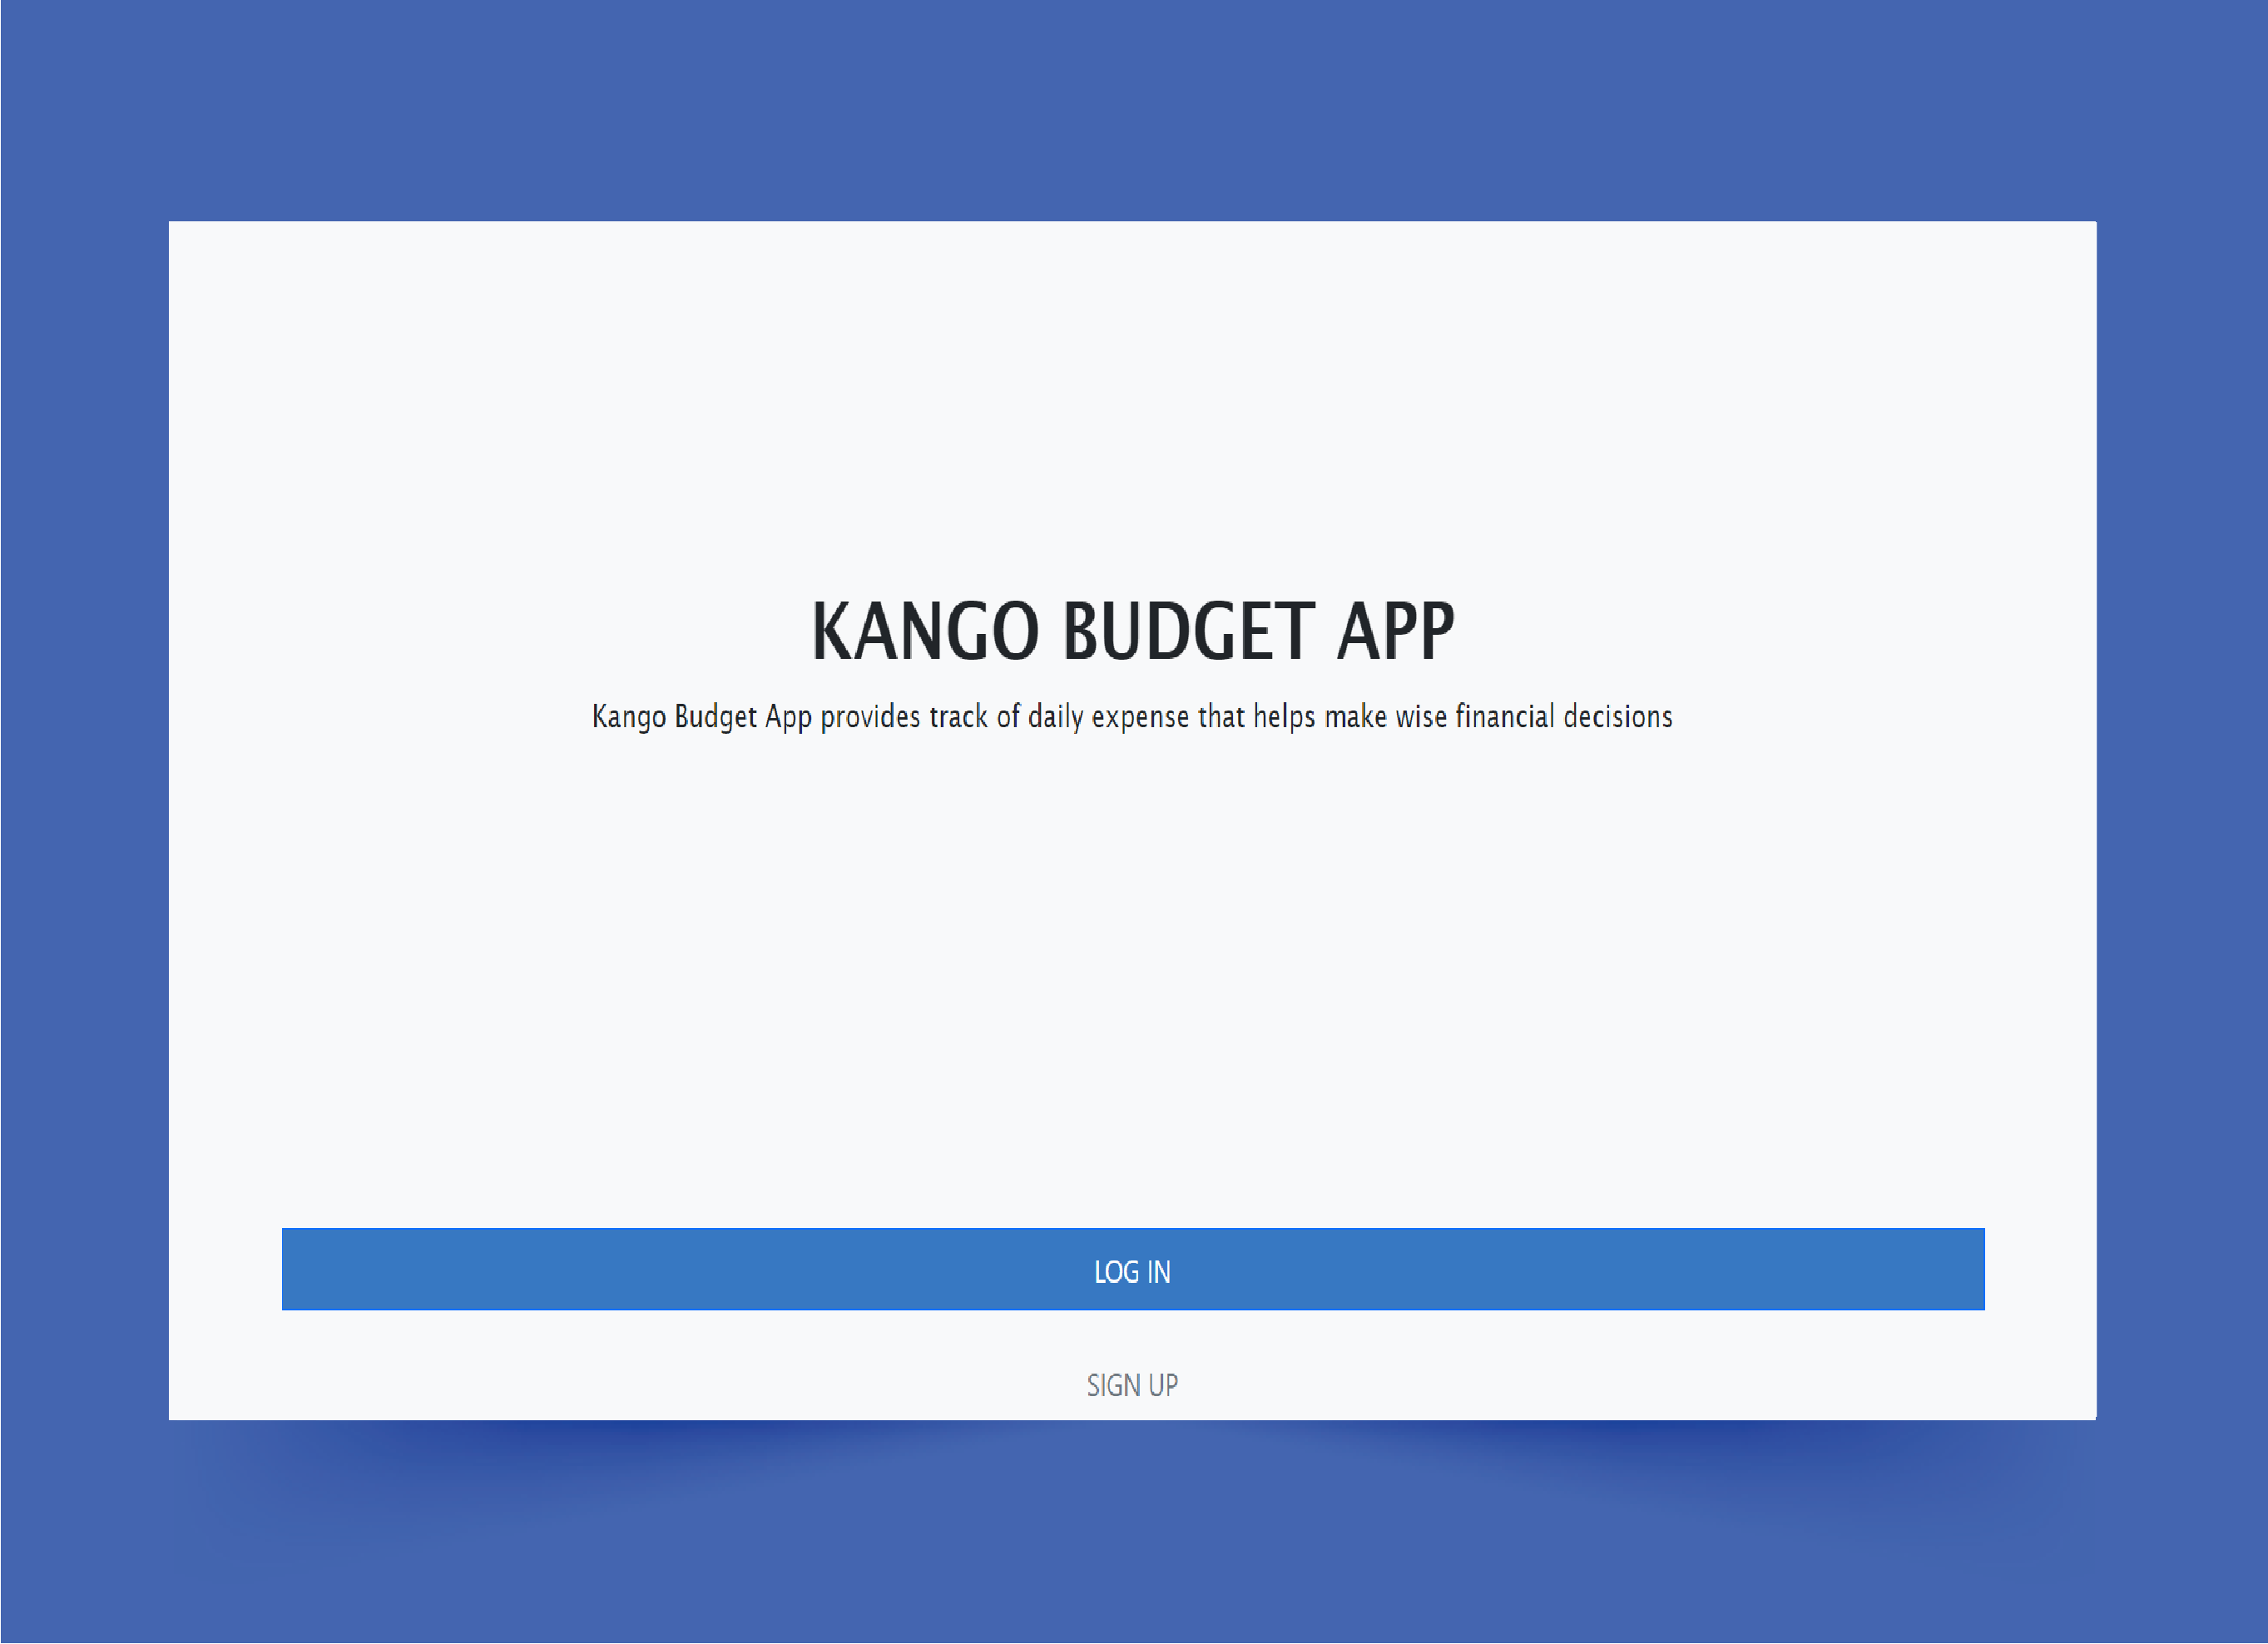 KANGO BUDGET APP
Kango Budget App provides track of daily expense that helps make wise financial decisions
LOG IN
SIGN UP